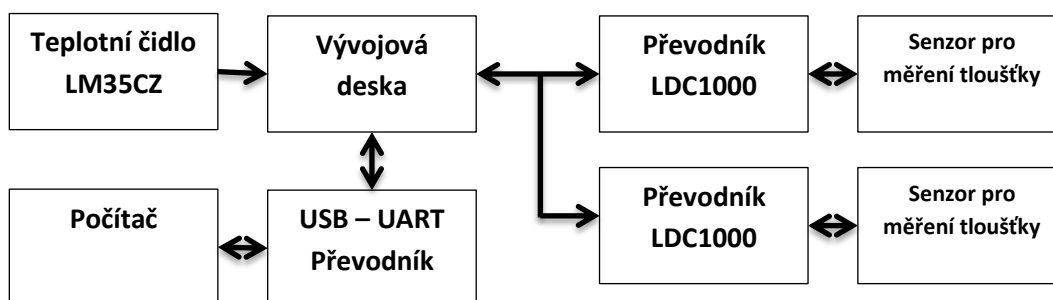 Teplotní čidlo
LM35CZ
Vývojová
deska
Převodník
LDC1000
Senzor pro
měření tloušťky
Počítač
USB – UART
Převodník
Převodník
LDC1000
Senzor pro
měření tloušťky